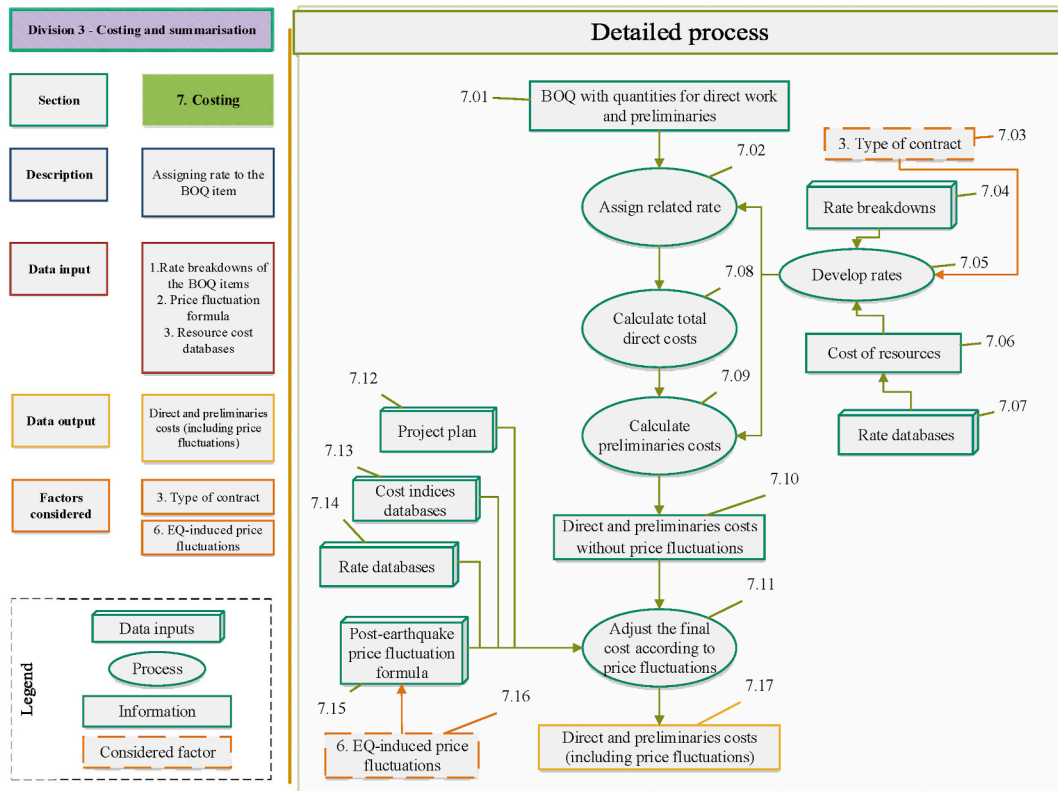 Division 3 - Costing and summarisation
Section
7. Costing
Description
Assigning rate to the
BOQ item
Data input
1.Rate breakdowns of
the BOQ items
2. Price fluctuation
formula
3. Resource cost
databases
Data output
Direct and preliminaries
costs (including price
fluctuations)
Factors
considered
3. Type of contract
6. EQ-induced price
fluctuations
Legend
Data inputs
Process
Information
Considered factor
Detailed process
7.01
BOQ with quantities for direct work
and preliminaries
7.02
Assign related rate
7.03
3. Type of contract
7.04
Rate breakdowns
7.05
Develop rates
7.06
Cost of resources
7.07
Rate databases
7.08
Calculate total
direct costs
7.09
Calculate
preliminaries costs
7.10
Direct and preliminaries costs
without price fluctuations
7.11
Adjust the final
cost according to
price fluctuations
7.12
Project plan
7.13
Cost indices
databases
7.14
Rate databases
7.15
Post-earthquake
price fluctuation
formula
7.16
6. EQ-induced price
fluctuations
7.17
Direct and preliminaries costs
(including price fluctuations)